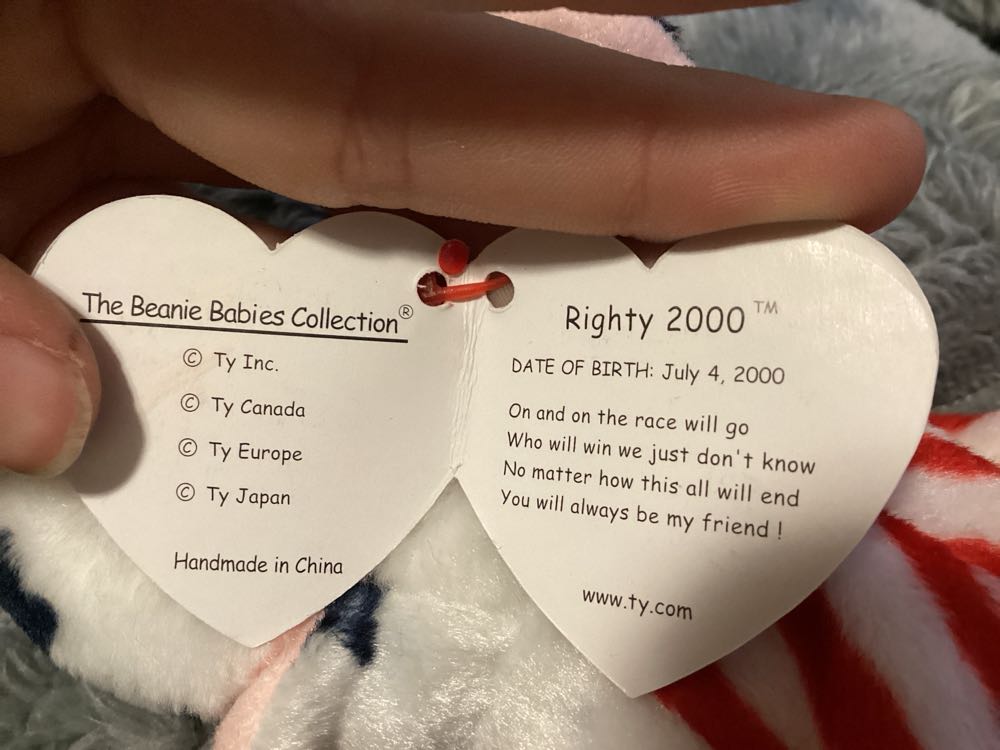 The Beanie Babies Collection®
© Ty Inc.
© Ty Canada
© Ty Europe
© Ty Japan
Handmade in China
Righty 2000 ™
DATE OF BIRTH: July 4, 2000
On and on the race will go
Who will win we just don't know
No matter how this all will end
You will always be my friend !
www.ty.com